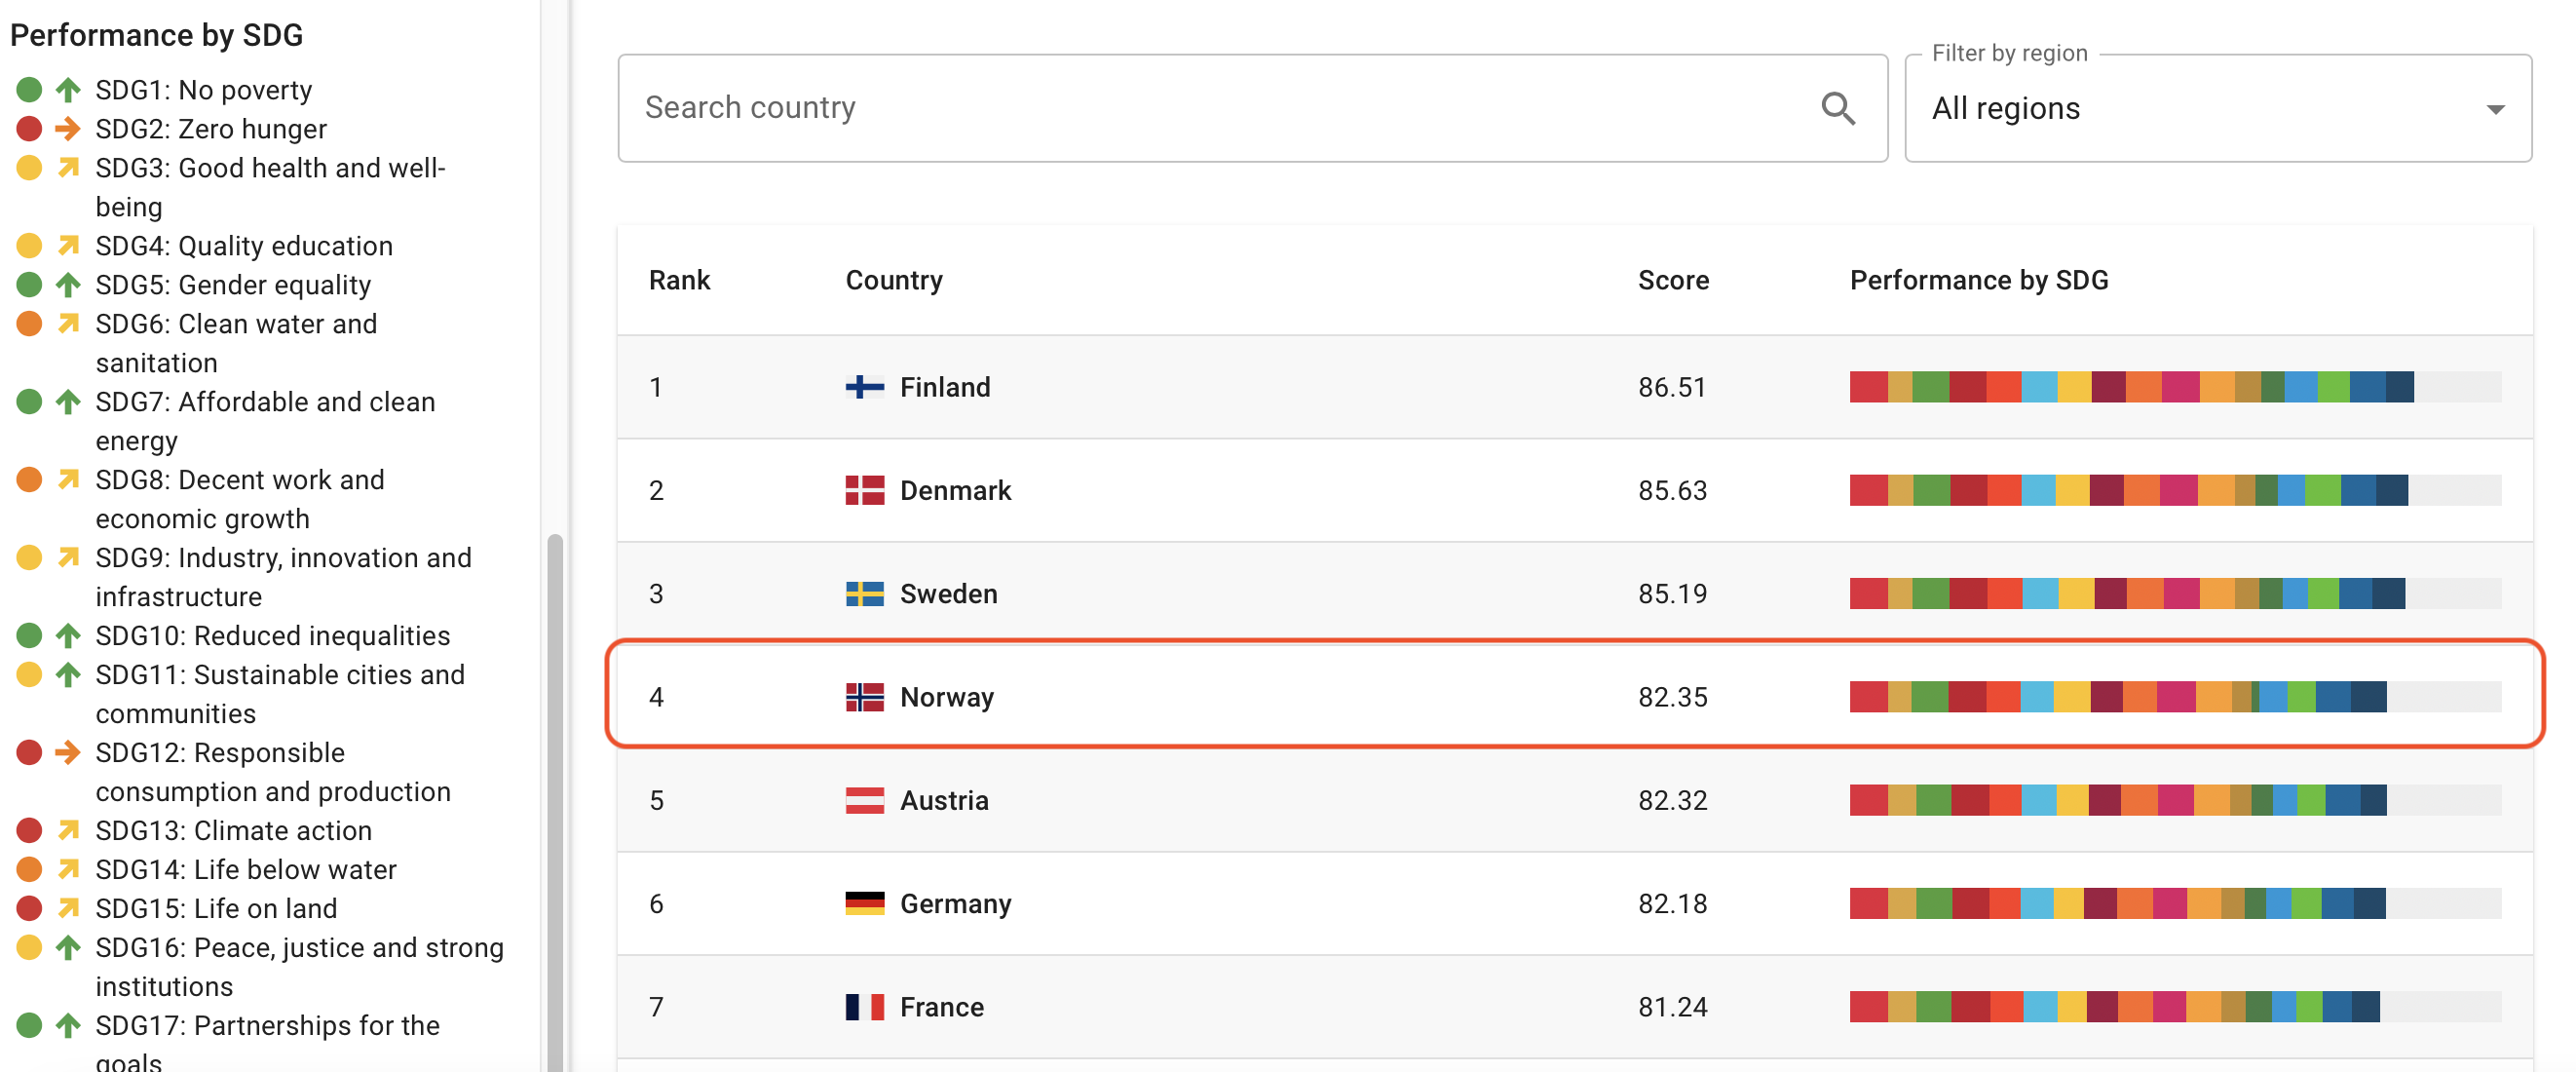 Performance by SDG
SDG1: No poverty
SDG2: Zero hunger
SDG3: Good health and well-
being
SDG4: Quality education
SDG5: Gender equality
SDG6: Clean water and
sanitation
SDG7: Affordable and clean
energy
SDG8: Decent work and
economic growth
SDG9: Industry, innovation and
infrastructure
SDG10: Reduced inequalities
SDG11: Sustainable cities and
communities
SDG12: Responsible
consumption and production
SDG13: Climate action
SDG14: Life below water
SDG15: Life on land
SDG16: Peace, justice and strong
institutions
SDG17: Partnerships for the
goals
Search country
Filter by region
All regions
Rank Country Score Performance by SDG
1 Finland 86.51
2 Denmark 85.63
3 Sweden 85.19
4 Norway 82.35
5 Austria 82.32
6 Germany 82.18
7 France 81.24